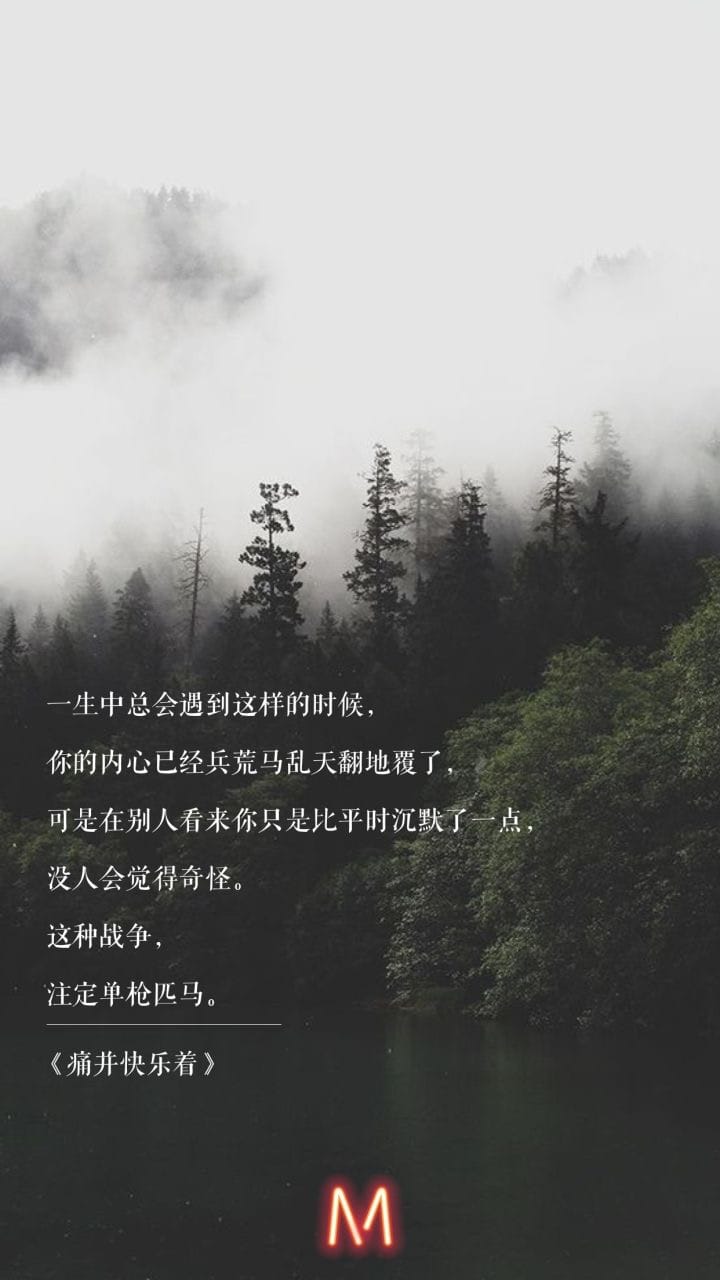 一生中总会遇到这样的时候，
你的内心已经兵荒马乱天翻地覆了，
可是在别人看来你只是比平时沉默了一点，
没人会觉得奇怪。
这种战争，
注定单枪匹马。
《痛并快乐着》
M